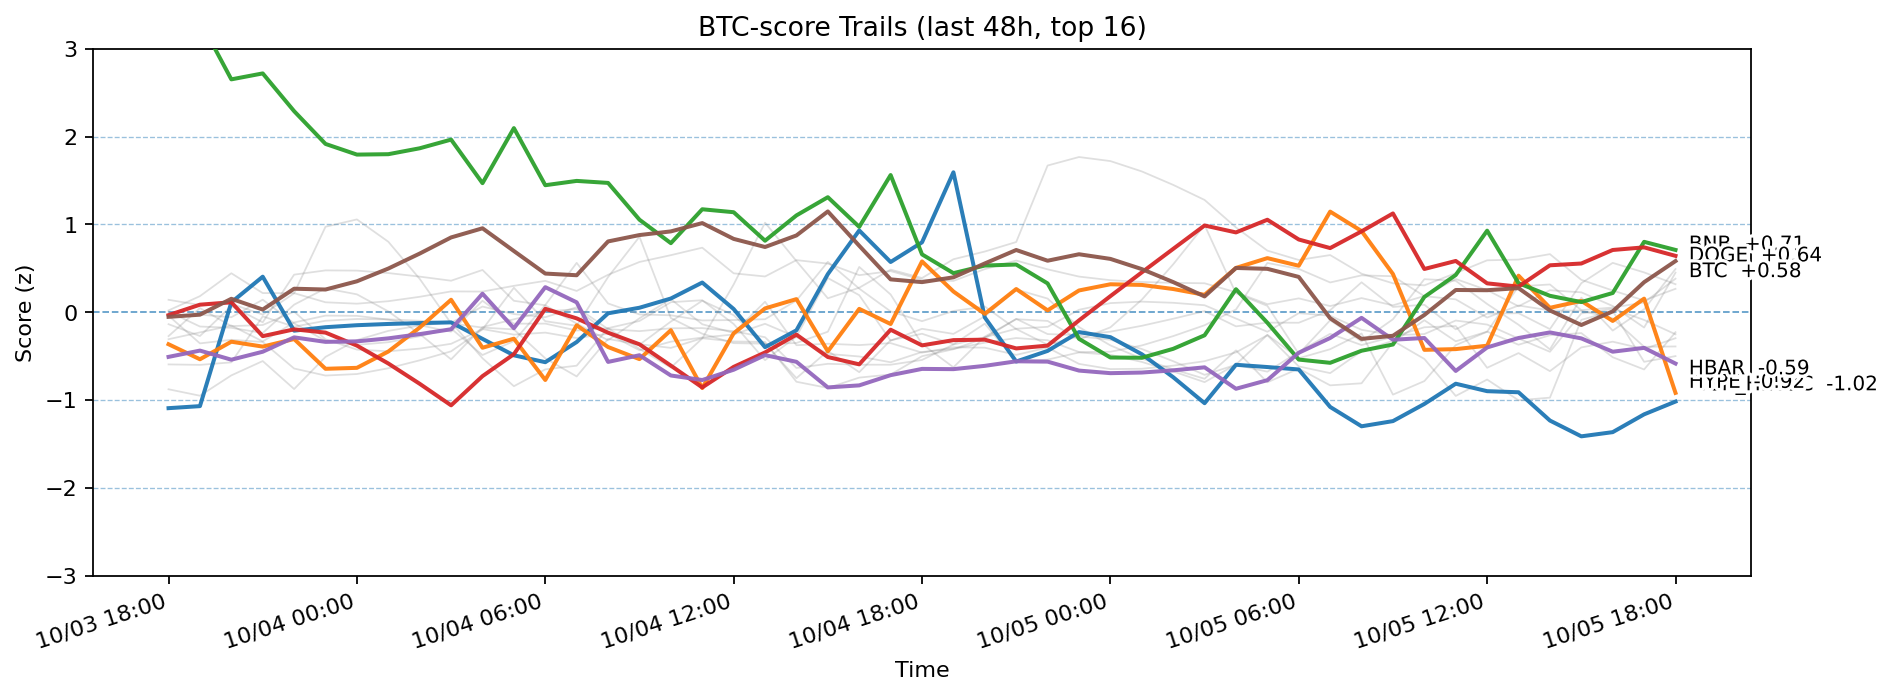 BTC-score Trails (last 48h, top 16)
3
2
1
0
−1
−2
−3
Score (z)
BNB +0.71
DOGE +0.64
BTC +0.58
HBAR -0.59
HYPE -0.92
-1.02
10/03 18:00
10/04 00:00
10/04 06:00
10/04 12:00
10/04 18:00
10/05 00:00
10/05 06:00
10/05 12:00
10/05 18:00
Time